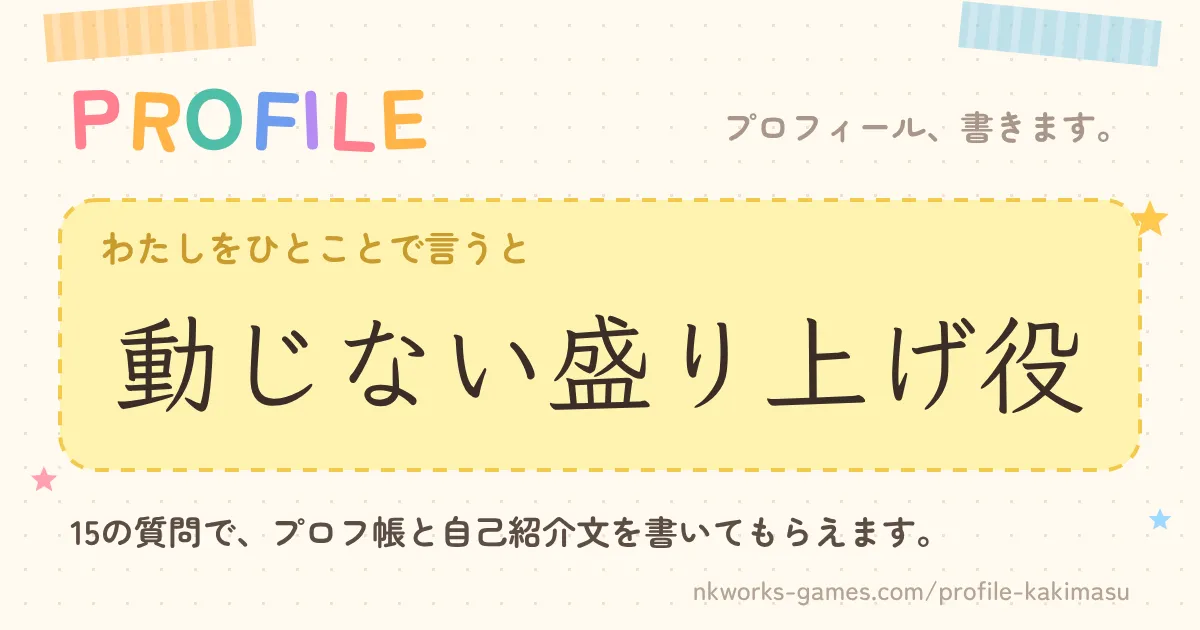 PROFILE
プロフィール、書きます。
わたしをひとことで言うと
動じない盛り上げ役
15の質問で、プロフ帳と自己紹介文を書いてもらえます。
nkworks-games.com/profile-kakimasu